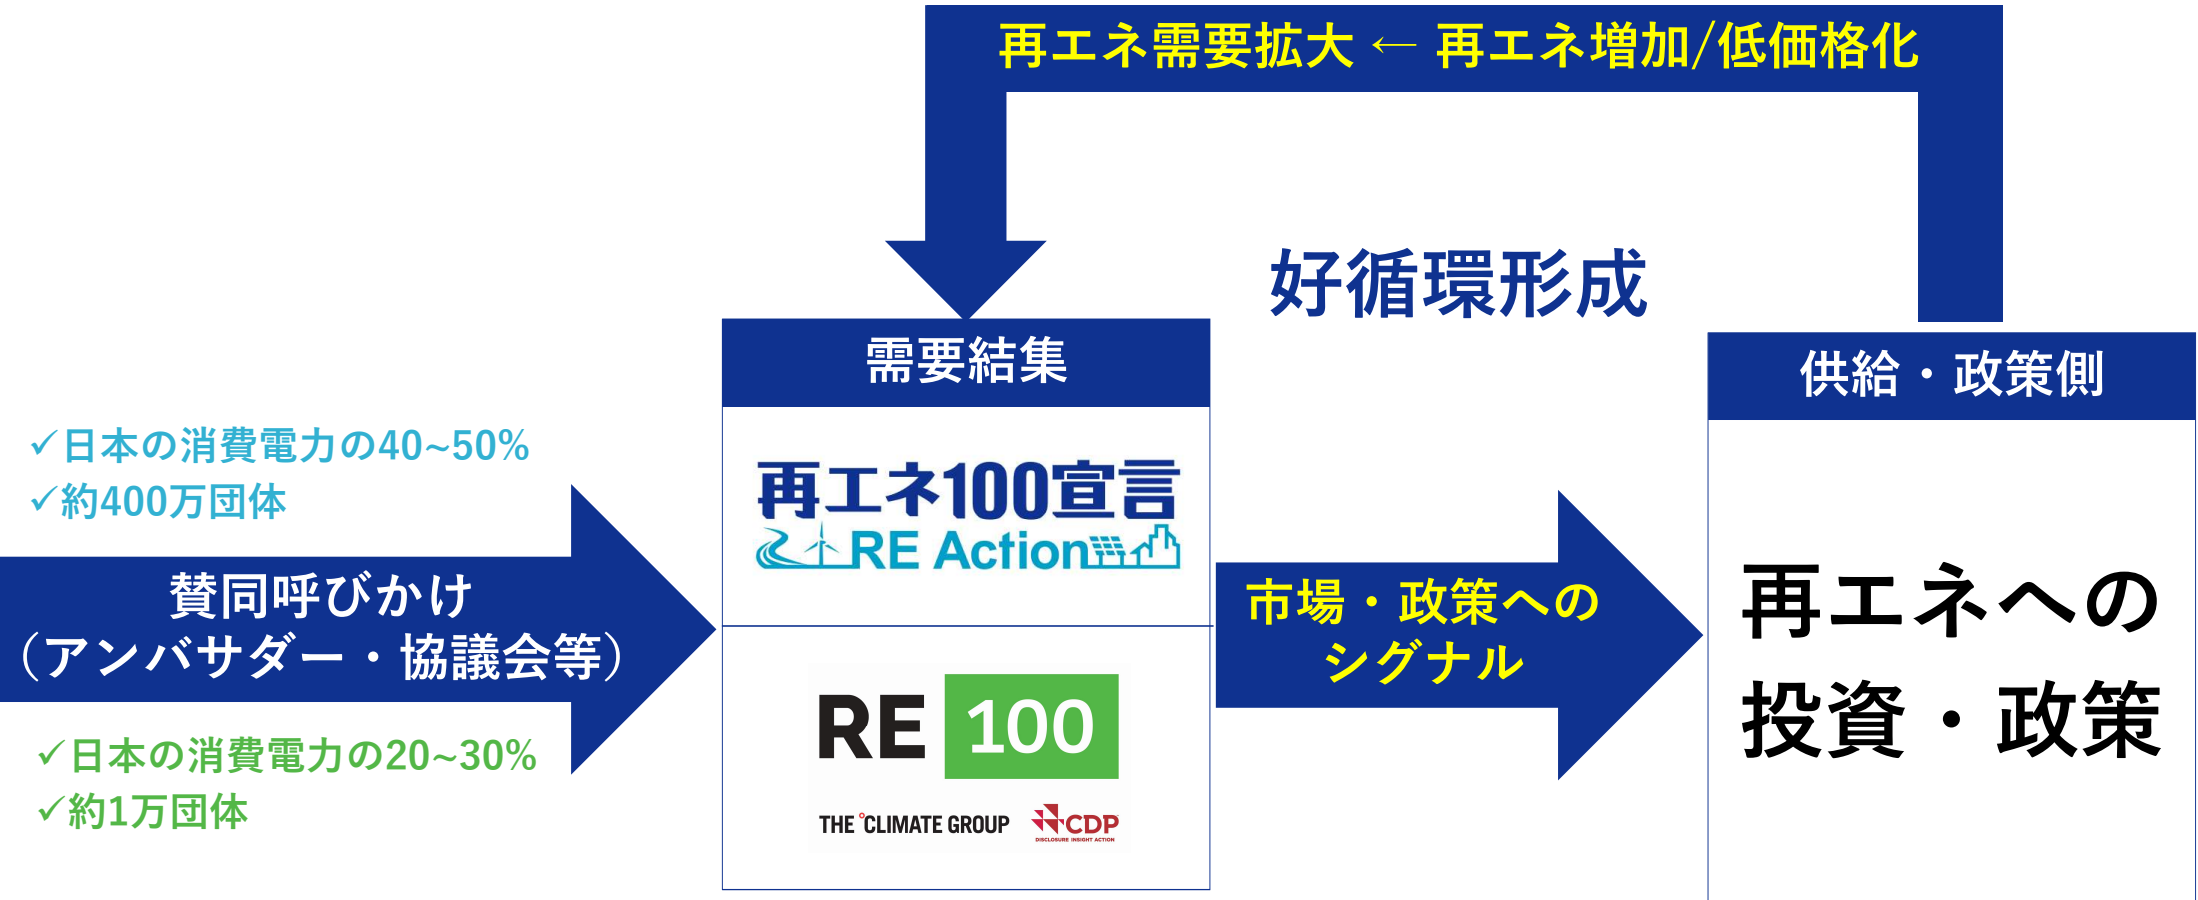 再エネ需要拡大 ← 再エネ増加/低価格化
好循環形成
✓日本の消費電力の40~50%
✓約400万団体
賛同呼びかけ
（アンバサダー・協議会等）
✓日本の消費電力の20~30%
✓約1万団体
需要結集
再エネ100宣言
RE Action
RE 100
THE °CLIMATE GROUP
CDP
DISCLOSURE INSIGHT ACTION
市場・政策への
シグナル
供給・政策側
再エネへの
投資・政策